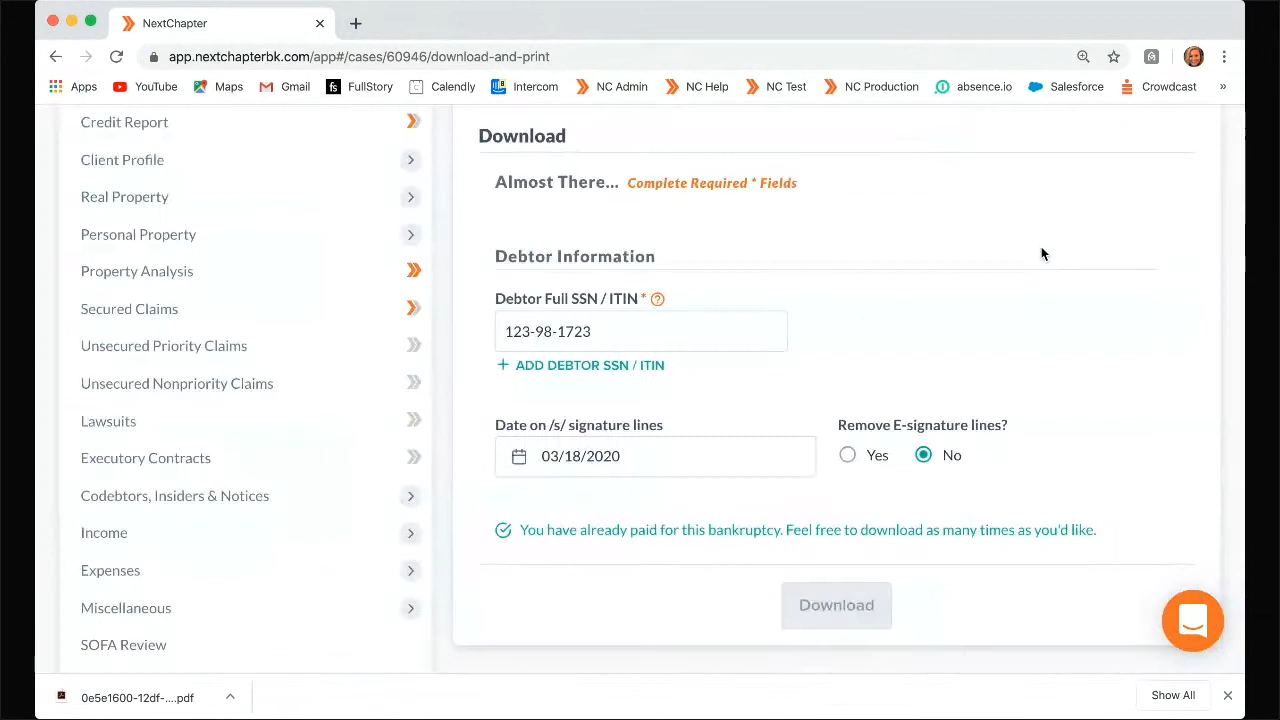 NextChapter
app.nextchapterbk.com/app#/cases/60946/download-and-print
Apps YouTube Maps Gmail fs FullStory Calendly Intercom NC Admin NC Help NC Test NC Production absence.io Salesforce Crowdcast »
Credit Report
Client Profile
Real Property
Personal Property
Property Analysis
Secured Claims
Unsecured Priority Claims
Unsecured Nonpriority Claims
Lawsuits
Executory Contracts
Codebtors, Insiders & Notices
Income
Expenses
Miscellaneous
SOFA Review
Download
Almost There... Complete Required * Fields
Debtor Information
Debtor Full SSN / ITIN * ?
123-98-1723
+ ADD DEBTOR SSN / ITIN
Date on /s/ signature lines
03/18/2020
Remove E-signature lines?
Yes No
You have already paid for this bankruptcy. Feel free to download as many times as you'd like.
Download
0e5e1600-12df-....pdf
Show All